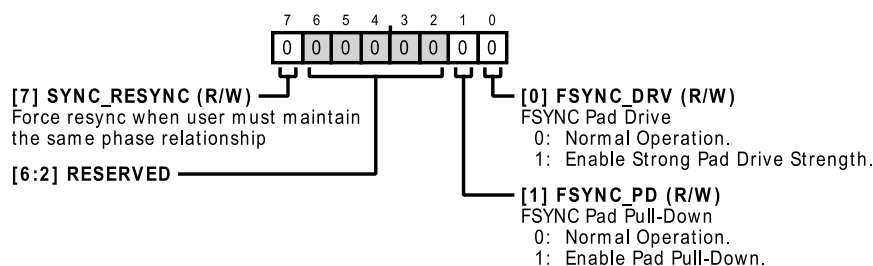 7 6 5 4 3 2 1 0
0 0 0 0 0 0 0 0
[7] SYNC_RESYNC (R/W)
Force resync when user must maintain
the same phase relationship
[6:2] RESERVED
[0] FSYNC_DRV (R/W)
FSYNC Pad Drive
0: Normal Operation.
1: Enable Strong Pad Drive Strength.
[1] FSYNC_PD (R/W)
FSYNC Pad Pull-Down
0: Normal Operation.
1: Enable Pad Pull-Down.